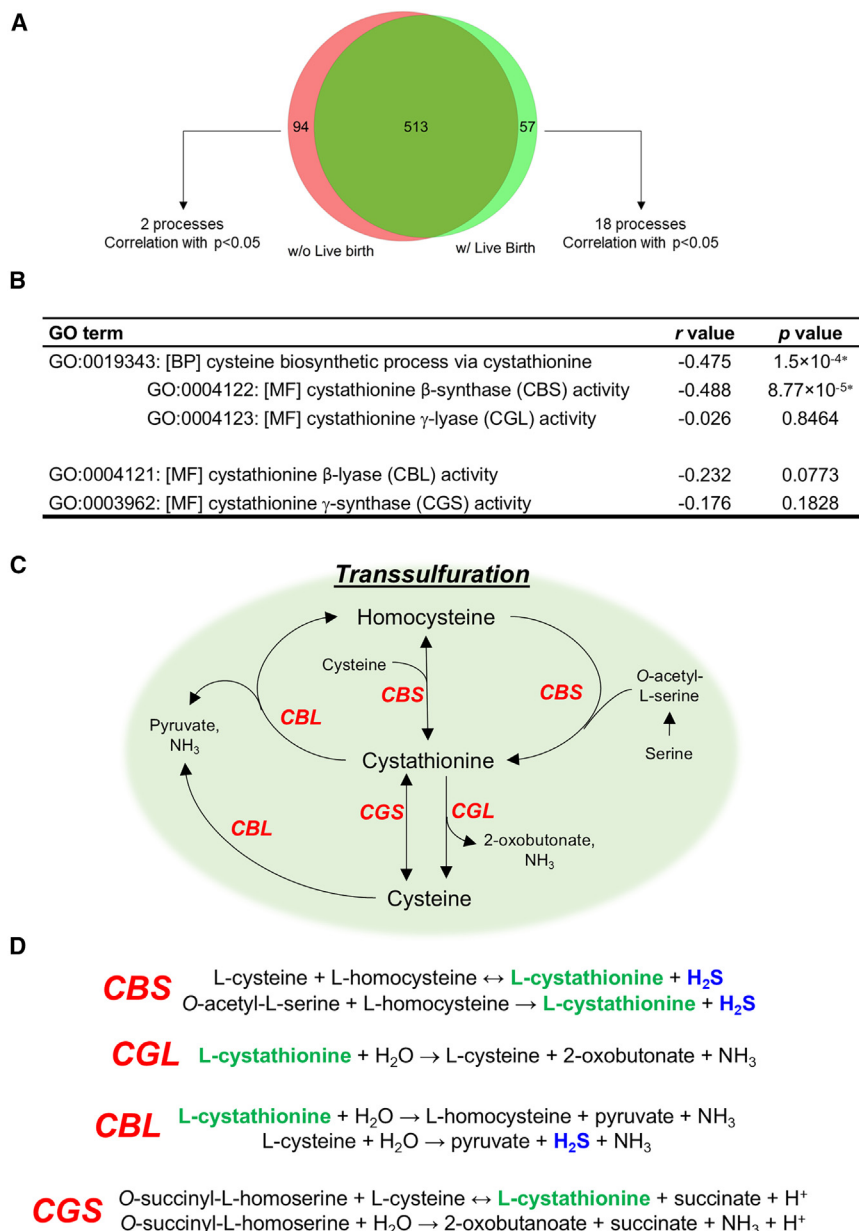 A
94
513
57
2 processes
Correlation with p<0.05
w/o Live birth
w/ Live Birth
18 processes
Correlation with p<0.05
B
GO term r value p value
GO:0019343: [BP] cysteine biosynthetic process via cystathionine -0.475 1.5×10⁻⁴*
GO:0004122: [MF] cystathionine β-synthase (CBS) activity -0.488 8.77×10⁻⁵*
GO:0004123: [MF] cystathionine γ-lyase (CGL) activity -0.026 0.8464
GO:0004121: [MF] cystathionine β-lyase (CBL) activity -0.232 0.0773
GO:0003962: [MF] cystathionine γ-synthase (CGS) activity -0.176 0.1828
C
Transsulfuration
Homocysteine
Cysteine
CBS
CBS
O-acetyl-
L-serine
Serine
CBL
Pyruvate,
NH₃
Cystathionine
CGS
CGL
CBL
2-oxobutonate,
NH₃
Cysteine
D
CBS
L-cysteine + L-homocysteine ↔ L-cystathionine + H₂S
O-acetyl-L-serine + L-homocysteine → L-cystathionine + H₂S
CGL
L-cystathionine + H₂O → L-cysteine + 2-oxobutonate + NH₃
CBL
L-cystathionine + H₂O → L-homocysteine + pyruvate + NH₃
L-cysteine + H₂O → pyruvate + H₂S + NH₃
CGS
O-succinyl-L-homoserine + L-cysteine ↔ L-cystathionine + succinate + H⁺
O-succinyl-L-homoserine + H₂O → 2-oxobutanoate + succinate + NH₃ + H⁺